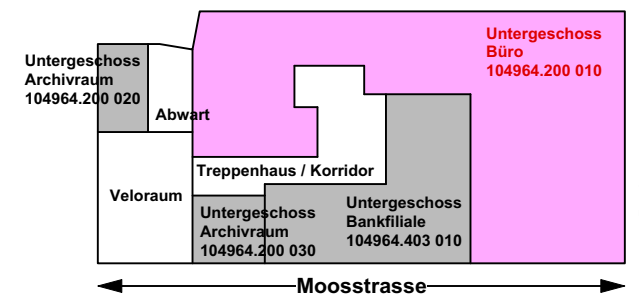 Untergeschoss
Büro
104964.200 010
Untergeschoss
Archivraum
104964.200 020
Abwart
Treppenhaus / Korridor
Veloraum
Untergeschoss
Archivraum
104964.200 030
Untergeschoss
Bankfiliale
104964.403 010
Moosstrasse